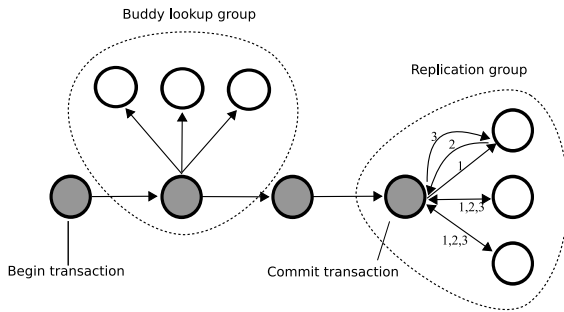 Buddy lookup group
Replication group
3
2
1
1,2,3
1,2,3
Begin transaction
Commit transaction